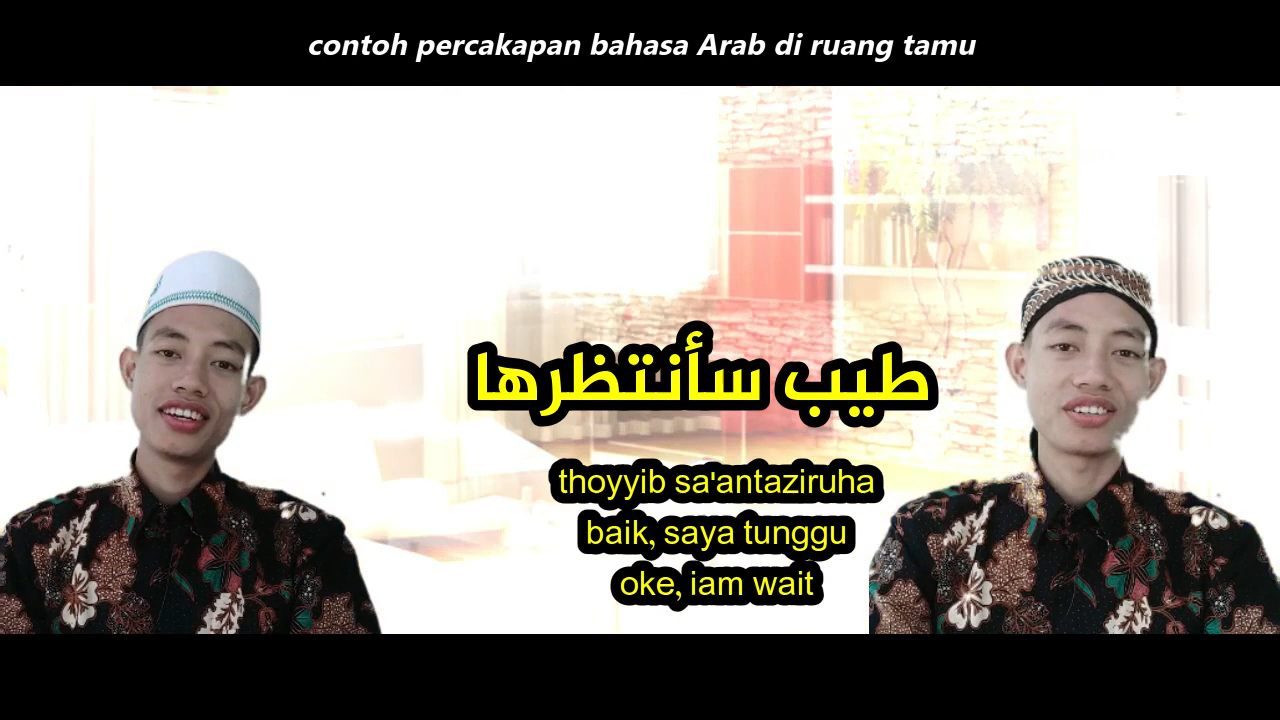 contoh percakapan bahasa Arab di ruang tamu
طيب سأنتظرها
thoyyib sa'antaziruha
baik, saya tunggu
oke, iam wait